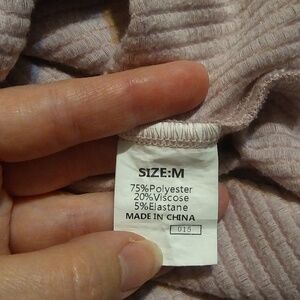 SIZE:M
75%Polyester
20%Viscose
5%Elastane
MADE IN CHINA
015